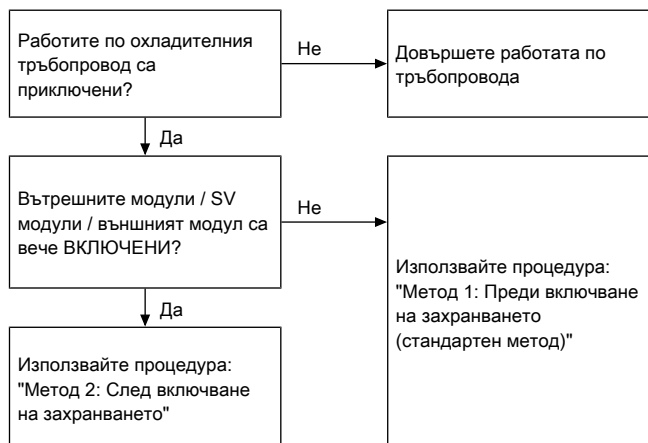 Работите по охладителния
тръбопровод са
приключени?
Не
Довършете работата по
тръбопровода
Да
Вътрешните модули / SV
модули / външният модул са
вече ВКЛЮЧЕНИ?
Не
Използвайте процедура:
"Метод 1: Преди включване
на захранването
(стандартен метод)"
Да
Използвайте процедура:
"Метод 2: След включване
на захранването"